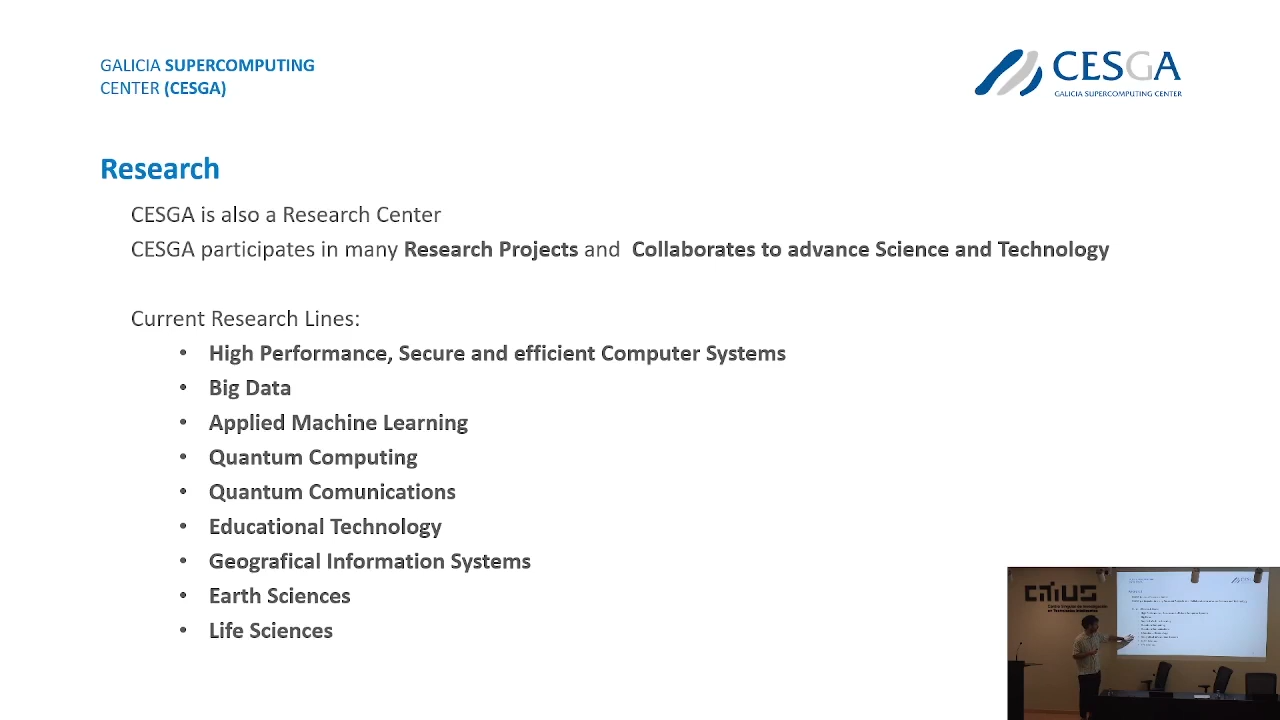 GALICIA SUPERCOMPUTING
CENTER (CESGA)
CESGA
GALICIA SUPERCOMPUTING CENTER
Research
CESGA is also a Research Center
CESGA participates in many Research Projects and Collaborates to advance Science and Technology
Current Research Lines:
• High Performance, Secure and efficient Computer Systems
• Big Data
• Applied Machine Learning
• Quantum Computing
• Quantum Comunications
• Educational Technology
• Geografical Information Systems
• Earth Sciences
• Life Sciences
CiTIUS